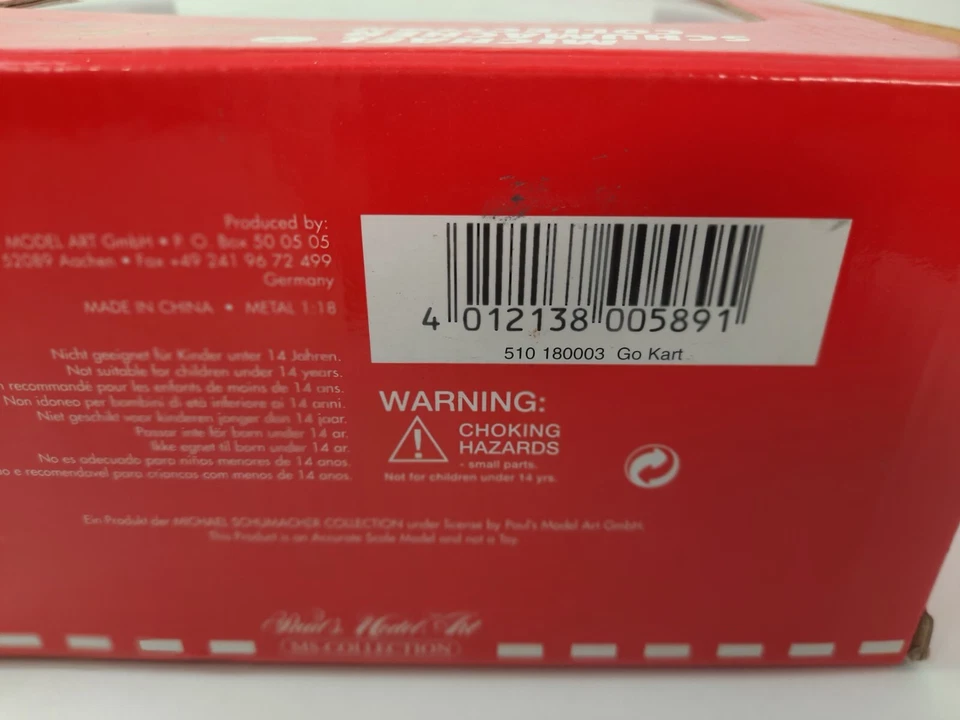 MICHAEL
SCHUMACHER
COLLECTION
Produced by:
MODEL ART GmbH • P. O. Box 50 05 05
52089 Aachen • Fax +49 241 96 72 499
Germany
MADE IN CHINA • METAL 1:18
4 012138 005891
510 180003 Go Kart
Nicht geeignet für Kinder unter 14 Jahren.
Not suitable for children under 14 years.
recommandé pour les enfants de moins de 14 ans.
Non idoneo per bambini di età inferiore ai 14 anni.
Niet geschikt voor kinderen jonger dan 14 jaar.
Passar inte för barn under 14 år.
Ikke egnet til barn under 14 år.
No es adecuado para niños menores de 14 anos.
e recomendavel para criancas com menos de 14 anos.
WARNING:
CHOKING
HAZARDS
- small parts.
Not for children under 14 yrs.
Ein Produkt der MICHAEL SCHUMACHER COLLECTION under license by Paul's Model Art GmbH.
This Product is an Accurate Scale Model and not a Toy.
Paul's Model Art
MS-COLLECTION